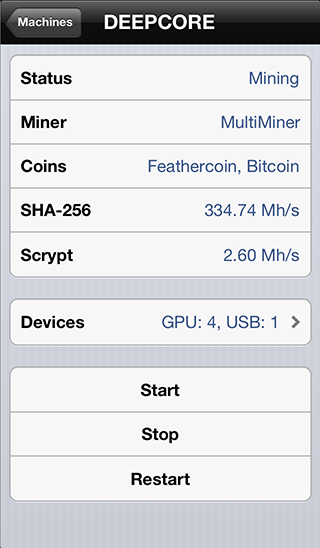 Machines DEEPCORE
Status Mining
Miner MultiMiner
Coins Feathercoin, Bitcoin
SHA-256 334.74 Mh/s
Scrypt 2.60 Mh/s
Devices GPU: 4, USB: 1
Start
Stop
Restart